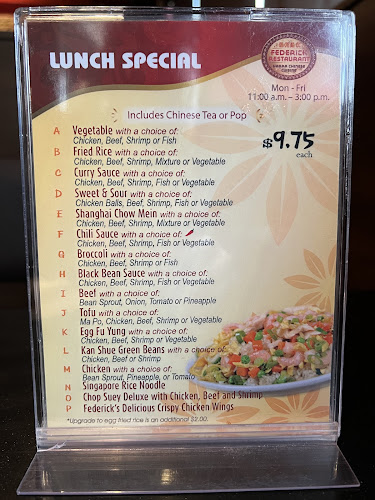 LUNCH SPECIAL
FEDERICK
RESTAURANT
Mon - Fri
11:00 a.m. – 3:00 p.m.
Includes Chinese Tea or Pop
$9.75
each
A Vegetable with a choice of:
Chicken, Beef, Shrimp or Fish
B Fried Rice with a choice of:
Chicken, Beef, Shrimp, Mixture or Vegetable
C Curry Sauce with a choice of:
Chicken, Beef, Shrimp, Fish or Vegetable
D Sweet & Sour with a choice of:
Chicken Balls, Beef, Shrimp, Fish or Vegetable
E Shanghai Chow Mein with a choice of:
Chicken, Beef, Shrimp, Mixture or Vegetable
F Chili Sauce with a choice of:
Chicken, Beef, Shrimp, Fish or Vegetable
G Broccoli with a choice of:
Chicken, Beef, Shrimp or Fish
H Black Bean Sauce with a choice of:
Chicken, Beef, Shrimp, Fish or Vegetable
I Beef with a choice of:
Bean Sprout, Onion, Tomato or Pineapple
J Tofu with a choice of:
Ma Po, Chicken, Beef, Shrimp or Vegetable
K Egg Fu Yung with a choice of:
Chicken, Beef, Shrimp or Vegetable
L Kan Shue Green Beans with a choice of:
Chicken, Beef or Shrimp
M Chicken with a choice of:
Bean Sprout, Pineapple, or Tomato
N Singapore Rice Noodle
O Chop Suey Deluxe with Chicken, Beef and Shrimp
P Federick's Delicious Crispy Chicken Wings
*Upgrade to egg fried rice is an additional $2.00.